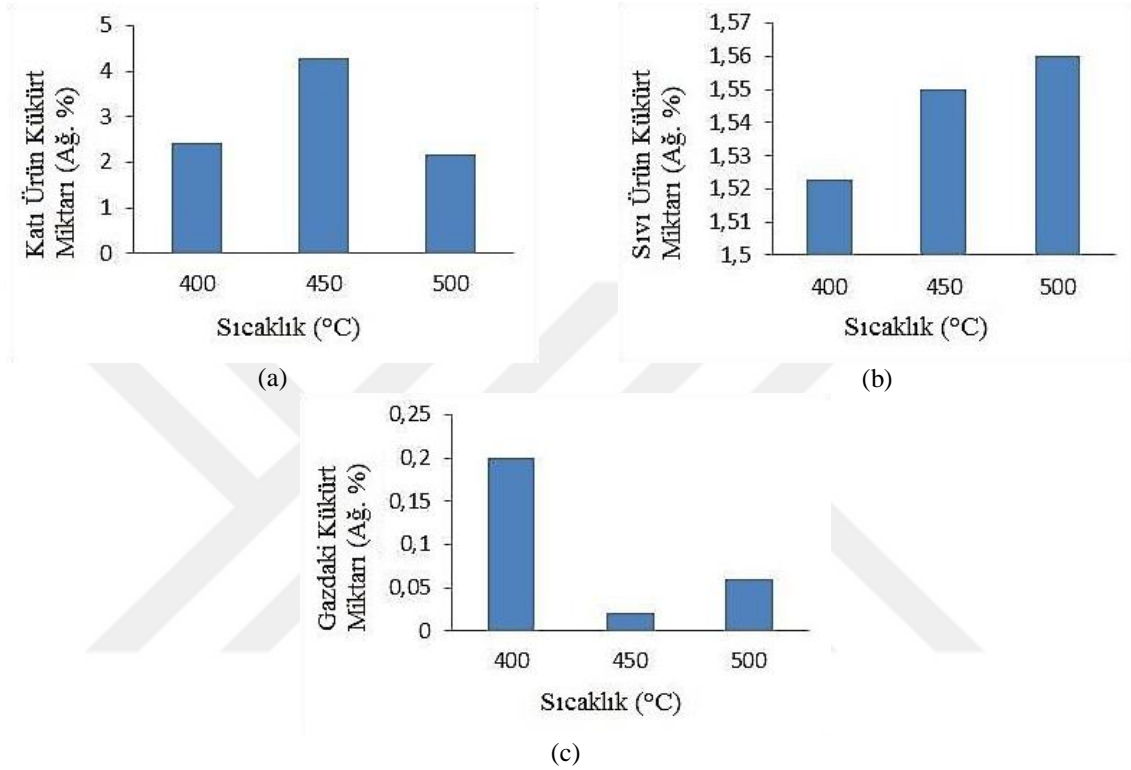 Katı Ürün Kükürt
Miktarı (Ağ. %)
5
4
3
2
1
0
400 450 500
Sıcaklık (°C)
(a)
Sıvı Ürün Kükürt
Miktarı (Ağ. %)
1,57
1,56
1,55
1,54
1,53
1,52
1,51
1,5
400 450 500
Sıcaklık (°C)
(b)
Gazdaki Kükürt
Miktarı (Ağ. %)
0,25
0,2
0,15
0,1
0,05
0
400 450 500
Sıcaklık (°C)
(c)